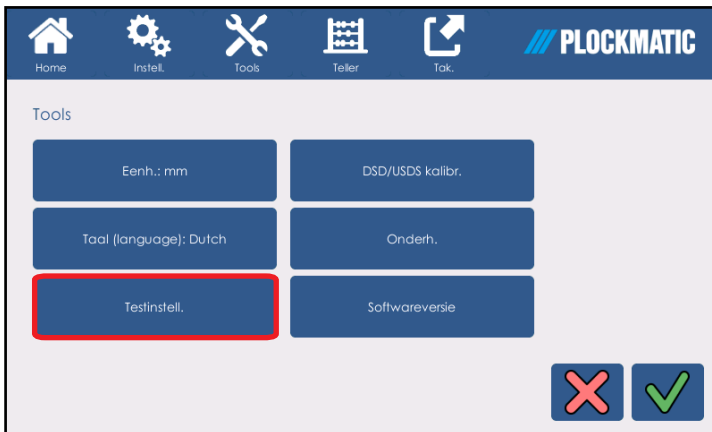 Home Instell. Tools Teller Tak. PLOCKMATIC
Tools
Eenh.: mm DSD/USDS kalibr.
Taal (language): Dutch Onderh.
Testinstell. Softwareversie